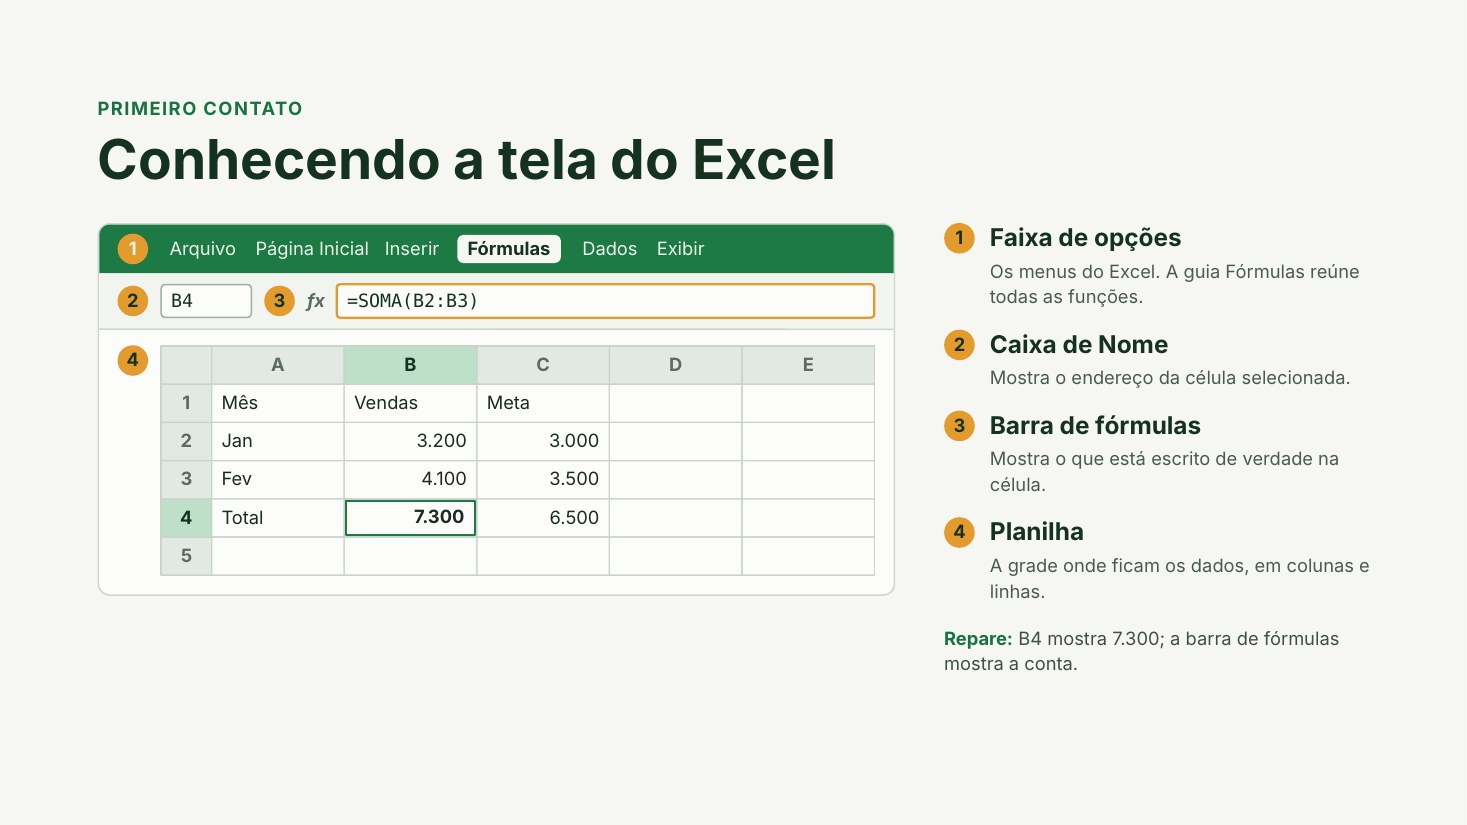 PRIMEIRO CONTATO
Conhecendo a tela do Excel
1 Arquivo Página Inicial Inserir Fórmulas Dados Exibir
2 B4 3 fx =SOMA(B2:B3)
4 A B C D E
1 Mês Vendas Meta
2 Jan 3.200 3.000
3 Fev 4.100 3.500
4 Total 7.300 6.500
5
1 Faixa de opções
Os menus do Excel. A guia Fórmulas reúne
todas as funções.
2 Caixa de Nome
Mostra o endereço da célula selecionada.
3 Barra de fórmulas
Mostra o que está escrito de verdade na
célula.
4 Planilha
A grade onde ficam os dados, em colunas e
linhas.
Repare: B4 mostra 7.300; a barra de fórmulas
mostra a conta.